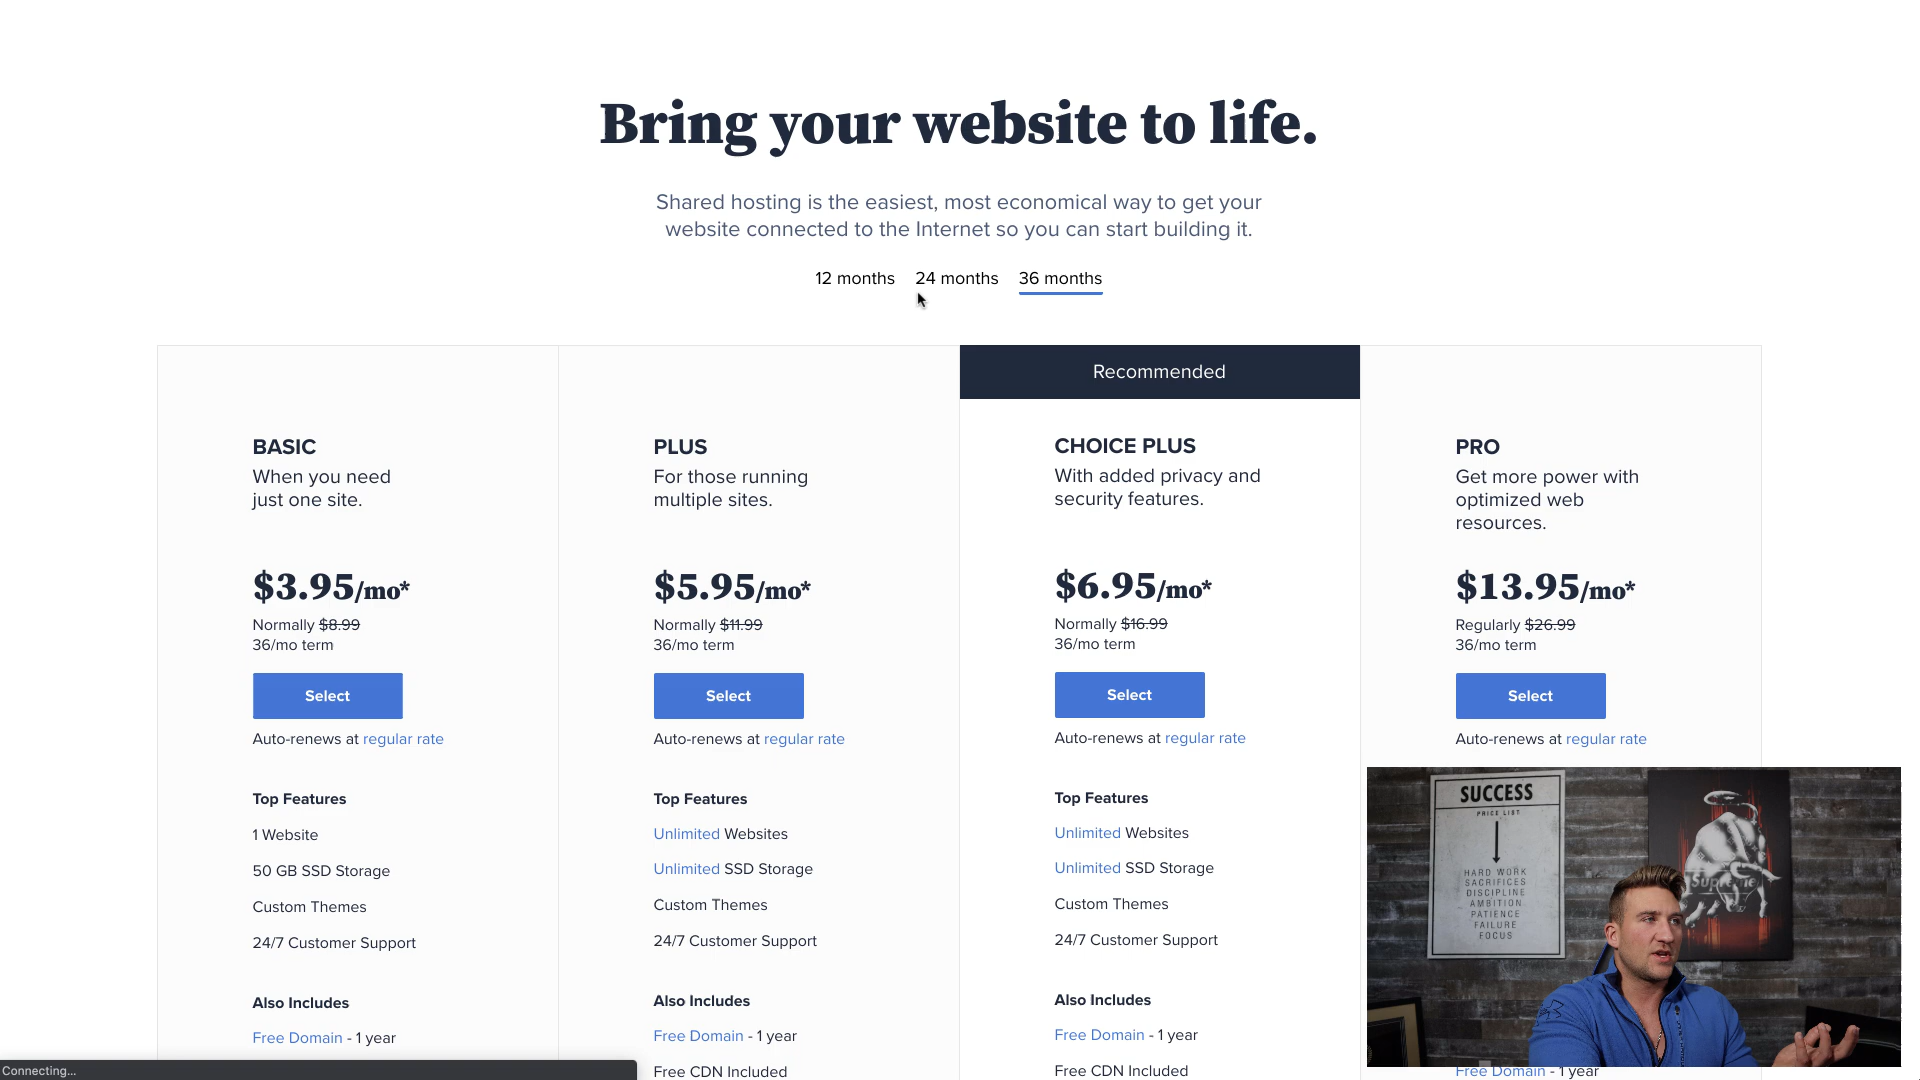 Bring your website to life.
Shared hosting is the easiest, most economical way to get your
website connected to the Internet so you can start building it.
12 months 24 months 36 months
Recommended
BASIC
When you need
just one site.
$3.95/mo*
Normally $8.99
36/mo term
Select
Auto-renews at regular rate
Top Features
1 Website
50 GB SSD Storage
Custom Themes
24/7 Customer Support
Also Includes
Free Domain - 1 year
PLUS
For those running
multiple sites.
$5.95/mo*
Normally $11.99
36/mo term
Select
Auto-renews at regular rate
Top Features
Unlimited Websites
Unlimited SSD Storage
Custom Themes
24/7 Customer Support
Also Includes
Free Domain - 1 year
Free CDN Included
CHOICE PLUS
With added privacy and
security features.
$6.95/mo*
Normally $16.99
36/mo term
Select
Auto-renews at regular rate
Top Features
Unlimited Websites
Unlimited SSD Storage
Custom Themes
24/7 Customer Support
Also Includes
Free Domain - 1 year
Free CDN Included
PRO
Get more power with
optimized web
resources.
$13.95/mo*
Regularly $26.99
36/mo term
Select
Auto-renews at regular rate
Free Domain - 1 year
SUCCESS
PRICE LIST
HARD WORK
SACRIFICES
DISCIPLINE
AMBITION
PATIENCE
FAILURE
FOCUS
Supreme
Connecting...